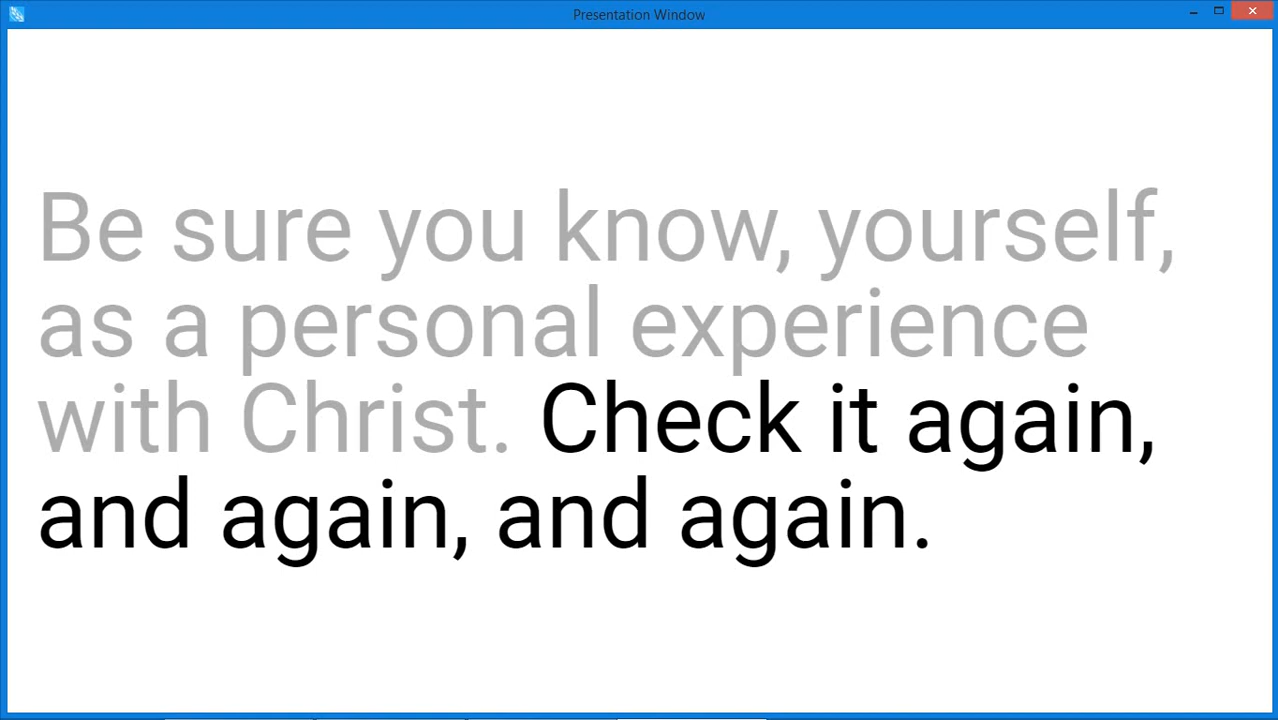 Presentation Window
Be sure you know, yourself,
as a personal experience
with Christ. Check it again,
and again, and again.